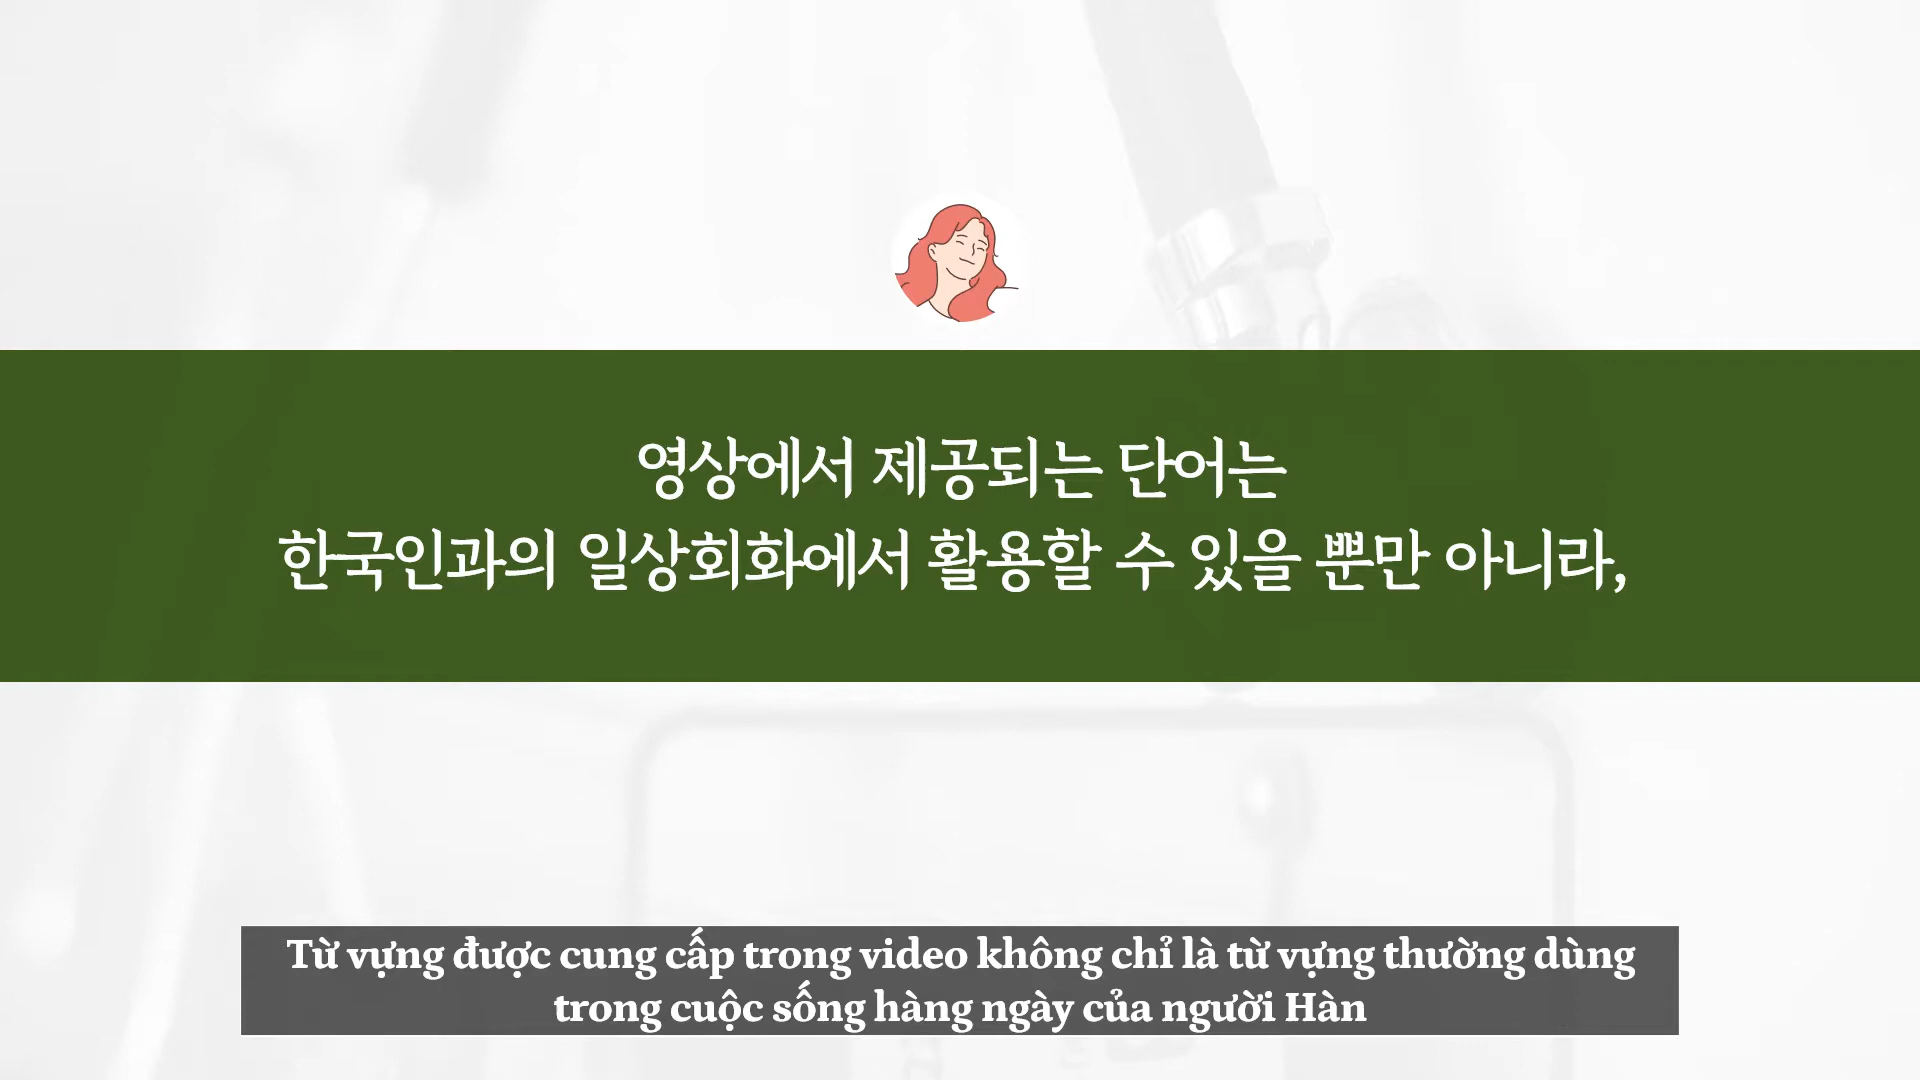 영상에서 제공되는 단어는
한국인과의 일상회화에서 활용할 수 있을 뿐만 아니라,
Từ vựng được cung cấp trong video không chỉ là từ vựng thường dùng
trong cuộc sống hàng ngày của người Hàn